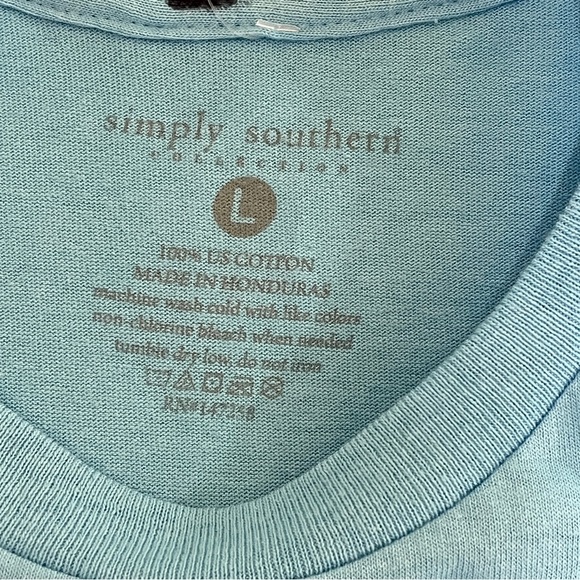 simply southern
COLLECTION
L
100% US COTTON
MADE IN HONDURAS
machine wash cold with like colors
non-chlorine bleach when needed
tumble dry low, do not iron